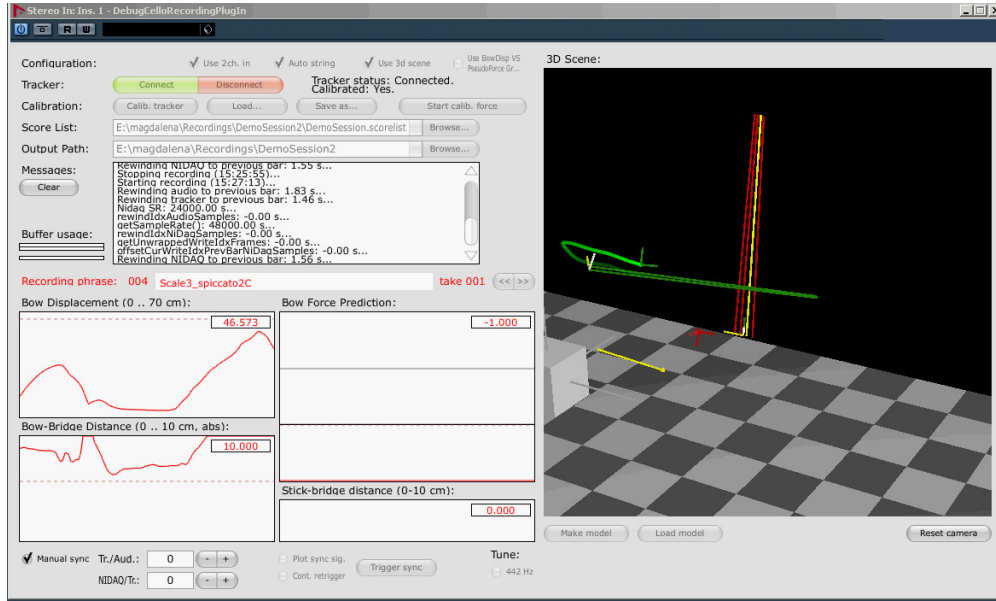 Stereo In: Ins. 1 - DebugCelloRecordingPlugIn
R W
Configuration: Use 2ch. in Auto string Use 3d scene Use BowDisp VS
PseudoForce Gr...
3D Scene:
Tracker: Connect Disconnect Tracker status: Connected.
Calibrated: Yes.
Calibration: Calib. tracker Load... Save as... Start calib. force
Score List: E:\magdalena\Recordings\DemoSession2\DemoSession.scorelist Browse...
Output Path: E:\magdalena\Recordings\DemoSession2 Browse...
Messages:
Clear
Rewinding NIDAQ to previous bar: 1.55 s...
Stopping recording (15:25:55)...
Starting recording (15:27:13)...
Rewinding audio to previous bar: 1.83 s...
Rewinding tracker to previous bar: 1.46 s...
Nidaq SR: 24000.00 s...
rewindIdxAudioSamples: -0.00 s...
getSampleRate(): 48000.00 s...
rewindIdxNiDagSamples: -0.00 s...
getUnwrappedWriteIdxFrames: -0.00 s...
offsetCurWriteIdxPrevBarNiDagSamples: -0.00 s...
Rewinding NIDAQ to previous bar: 1.56 s...
Buffer usage:
Recording phrase: 004 Scale3_spiccato2C take 001 << >>
Bow Displacement (0 .. 70 cm):
46.573
Bow Force Prediction:
-1.000
Bow-Bridge Distance (0 .. 10 cm, abs):
10.000
Stick-bridge distance (0-10 cm):
0.000
Make model Load model Reset camera
Manual sync Tr./Aud.: 0 - +
NIDAQ/Tr.: 0 - +
Plot sync sig.
Cont. retrigger
Trigger sync
Tune:
442 Hz